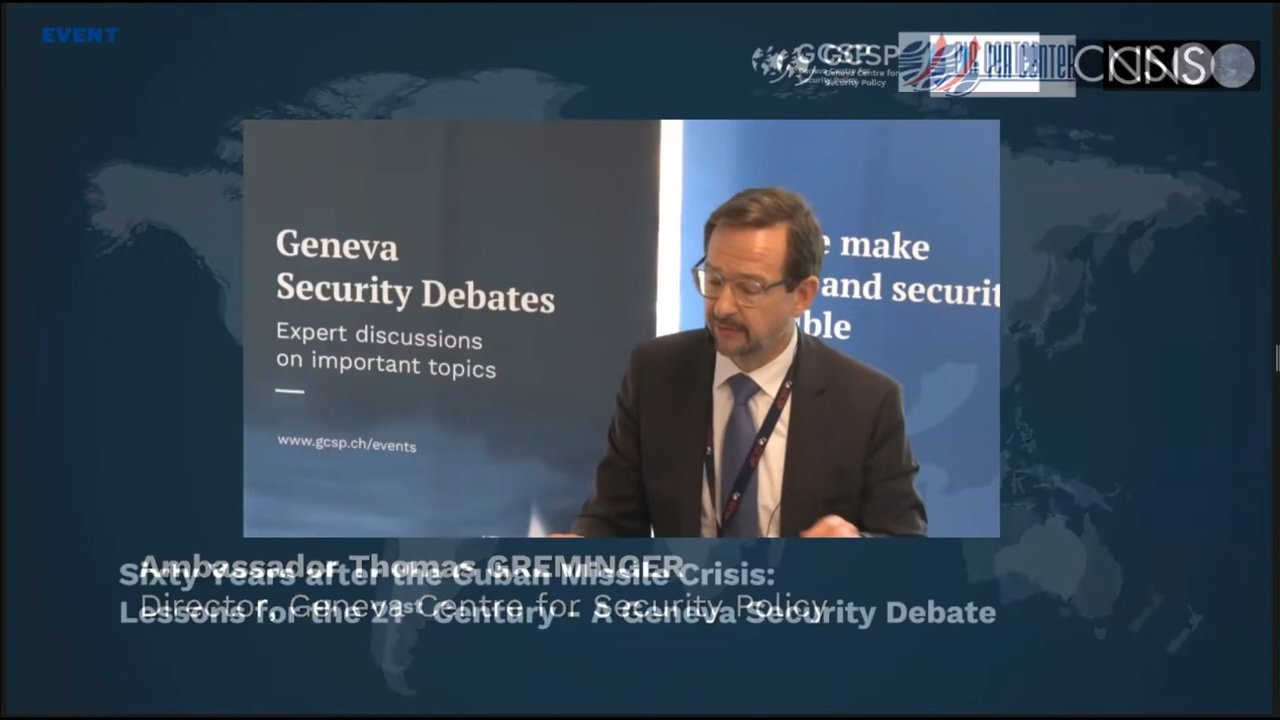 EVENT
GCSP
Geneva Centre for
Security Policy
PIR PENTCENTER
Geneva
Security Debates
Expert discussions
on important topics
www.gcsp.ch/events
make
and securit
ble
Ambassador Thomas GREMINGER
Director, Geneva Centre for Security Policy
Sixty Years after the Cuban Missile Crisis:
Lessons for the 21st Century - A Geneva Security Debate